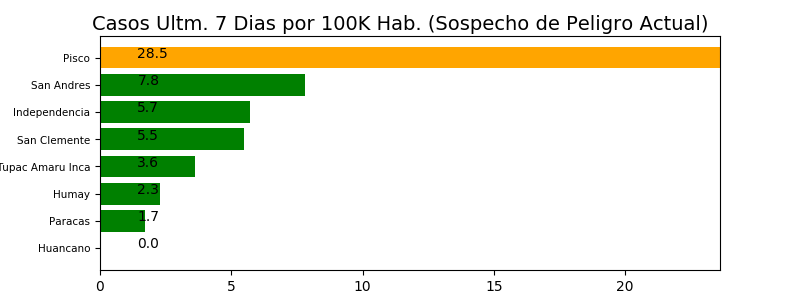 Casos Ultm. 7 Dias por 100K Hab. (Sospecho de Peligro Actual)
Pisco 28.5
San Andres 7.8
Independencia 5.7
San Clemente 5.5
Tupac Amaru Inca 3.6
Humay 2.3
Paracas 1.7
Huancano 0.0
0 5 10 15 20